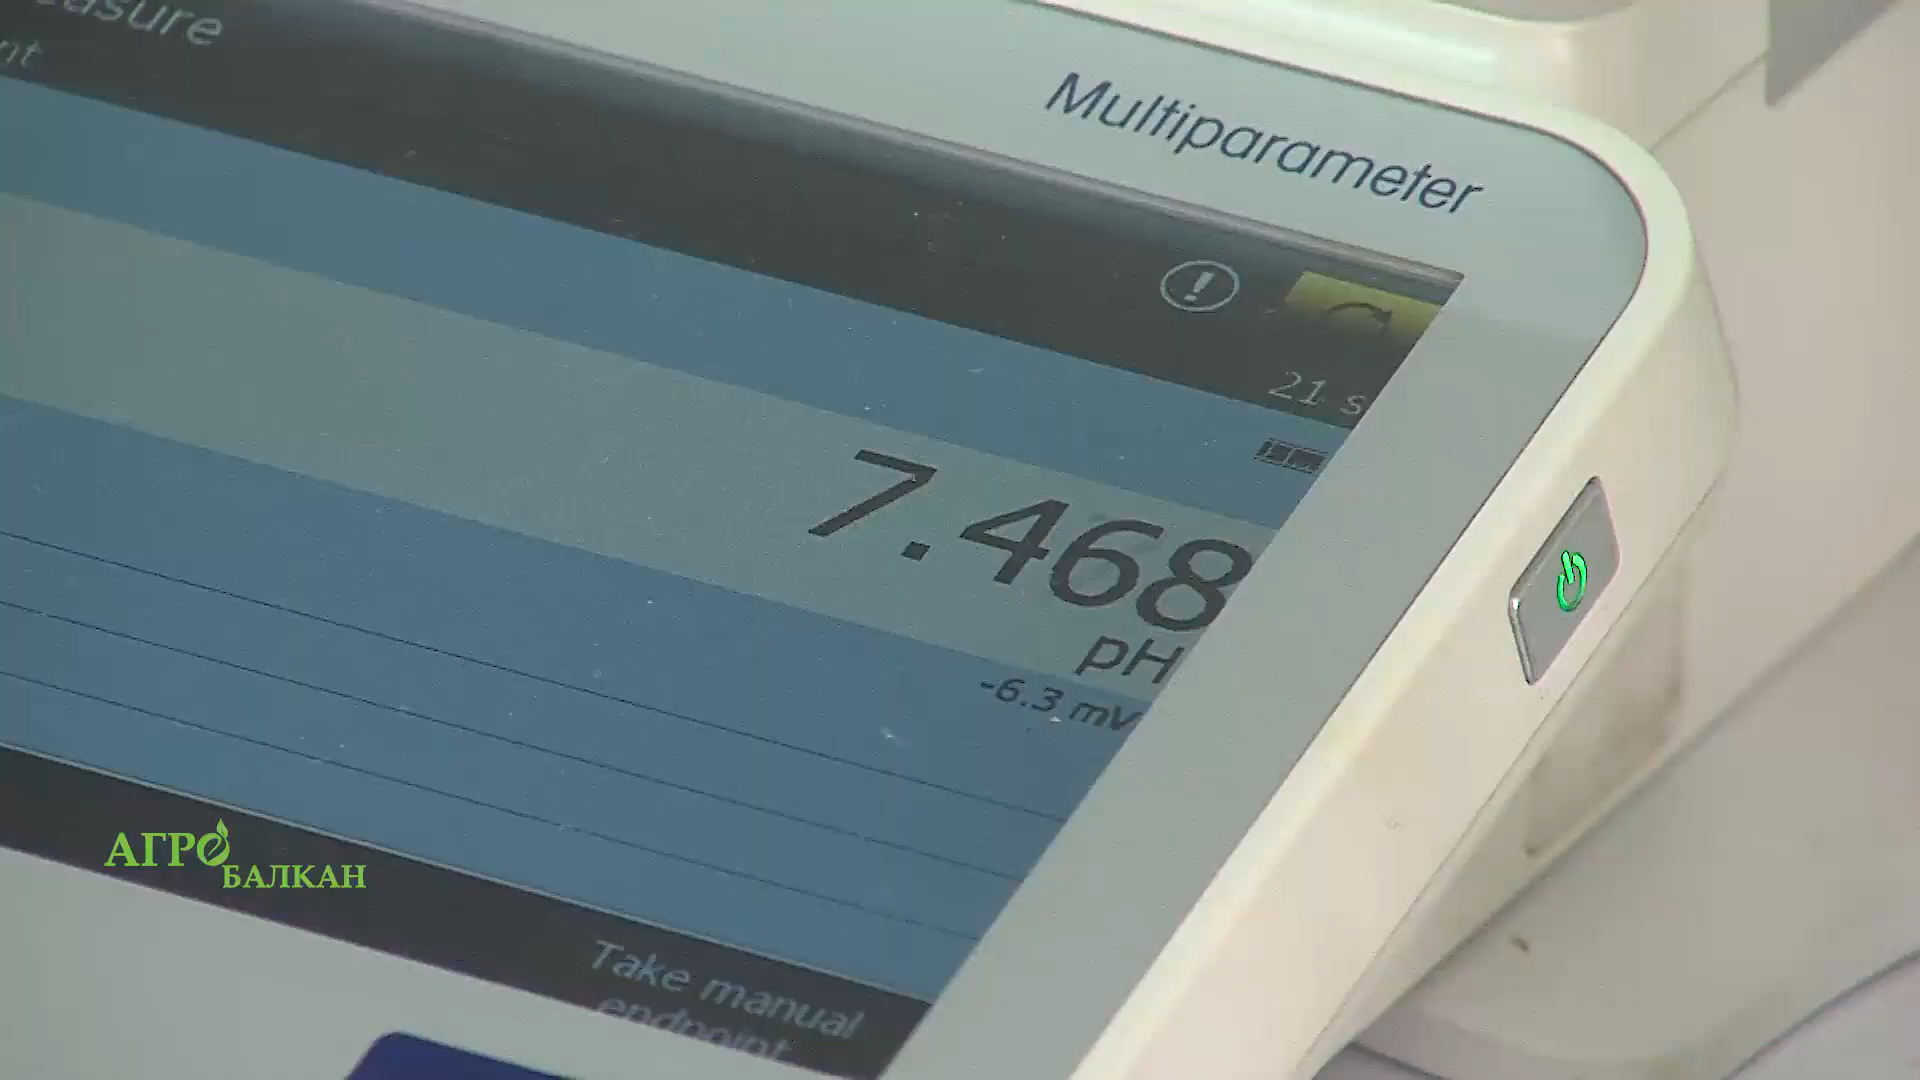 Multiparameter
21 s
7.468
pH
-6.3 mV
Take manual
endpoint
АГРО
БАЛКАН